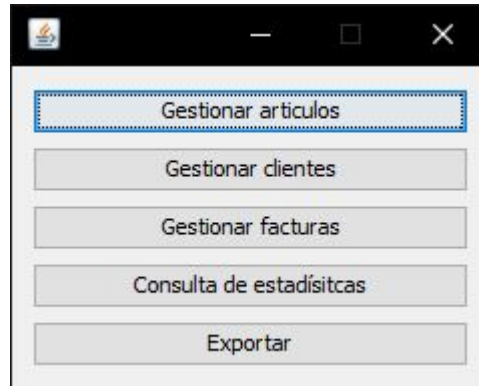 Gestionar articulos
Gestionar clientes
Gestionar facturas
Consulta de estadísitcas
Exportar